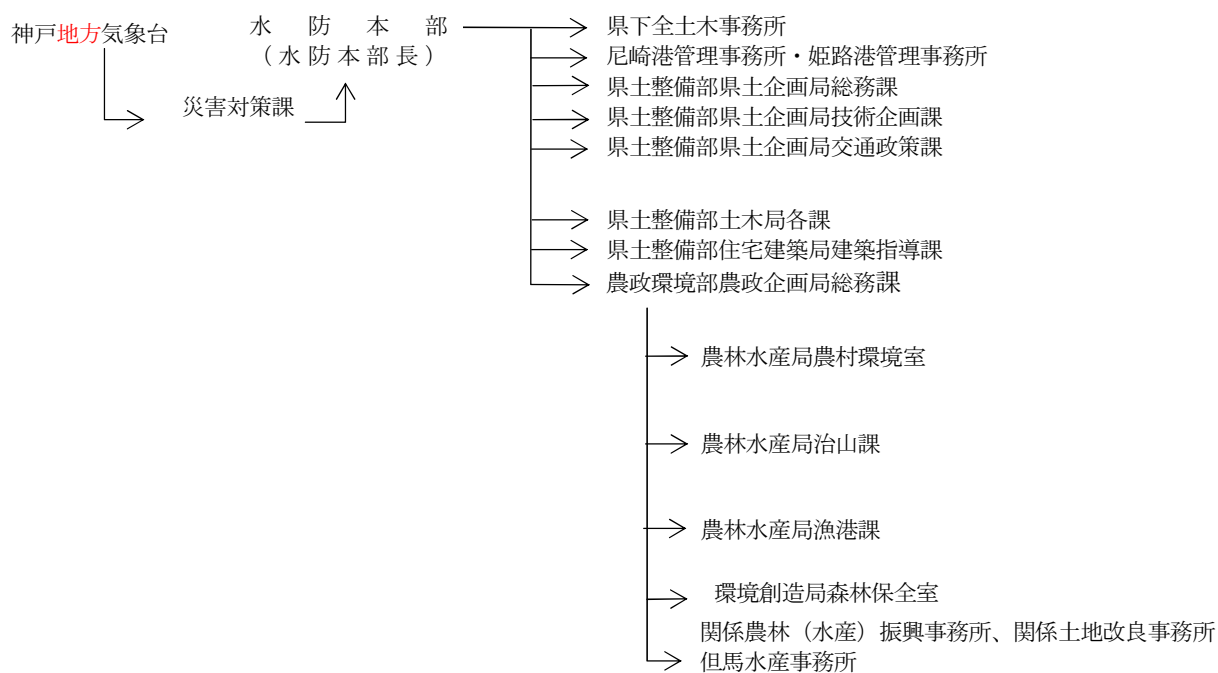 神戸地方気象台
水防本部
（水防本部長）
災害対策課
県下全土木事務所
尼崎港管理事務所・姫路港管理事務所
県土整備部県土企画局総務課
県土整備部県土企画局技術企画課
県土整備部県土企画局交通政策課
県土整備部土木局各課
県土整備部住宅建築局建築指導課
農政環境部農政企画局総務課
農林水産局農村環境室
農林水産局治山課
農林水産局漁港課
環境創造局森林保全室
関係農林（水産）振興事務所、関係土地改良事務所
但馬水産事務所